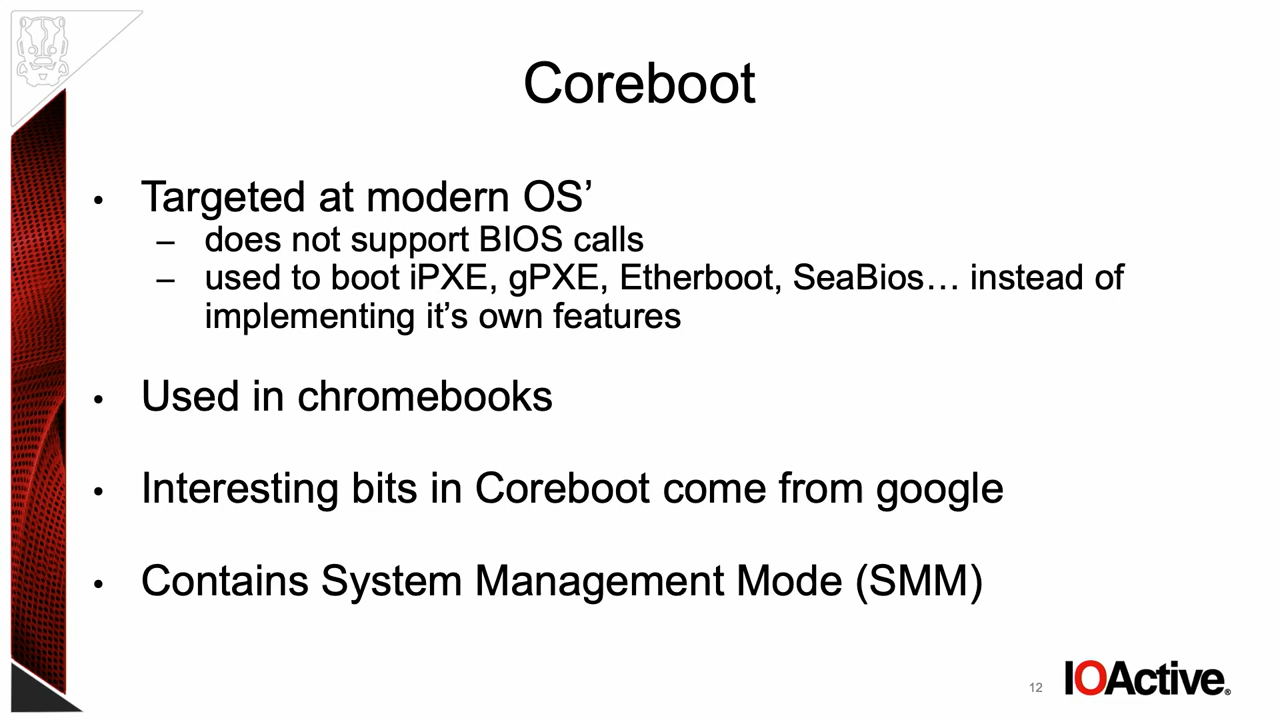 Coreboot
• Targeted at modern OS’
– does not support BIOS calls
– used to boot iPXE, gPXE, Etherboot, SeaBios… instead of
implementing it’s own features
• Used in chromebooks
• Interesting bits in Coreboot come from google
• Contains System Management Mode (SMM)
12
IOActive®